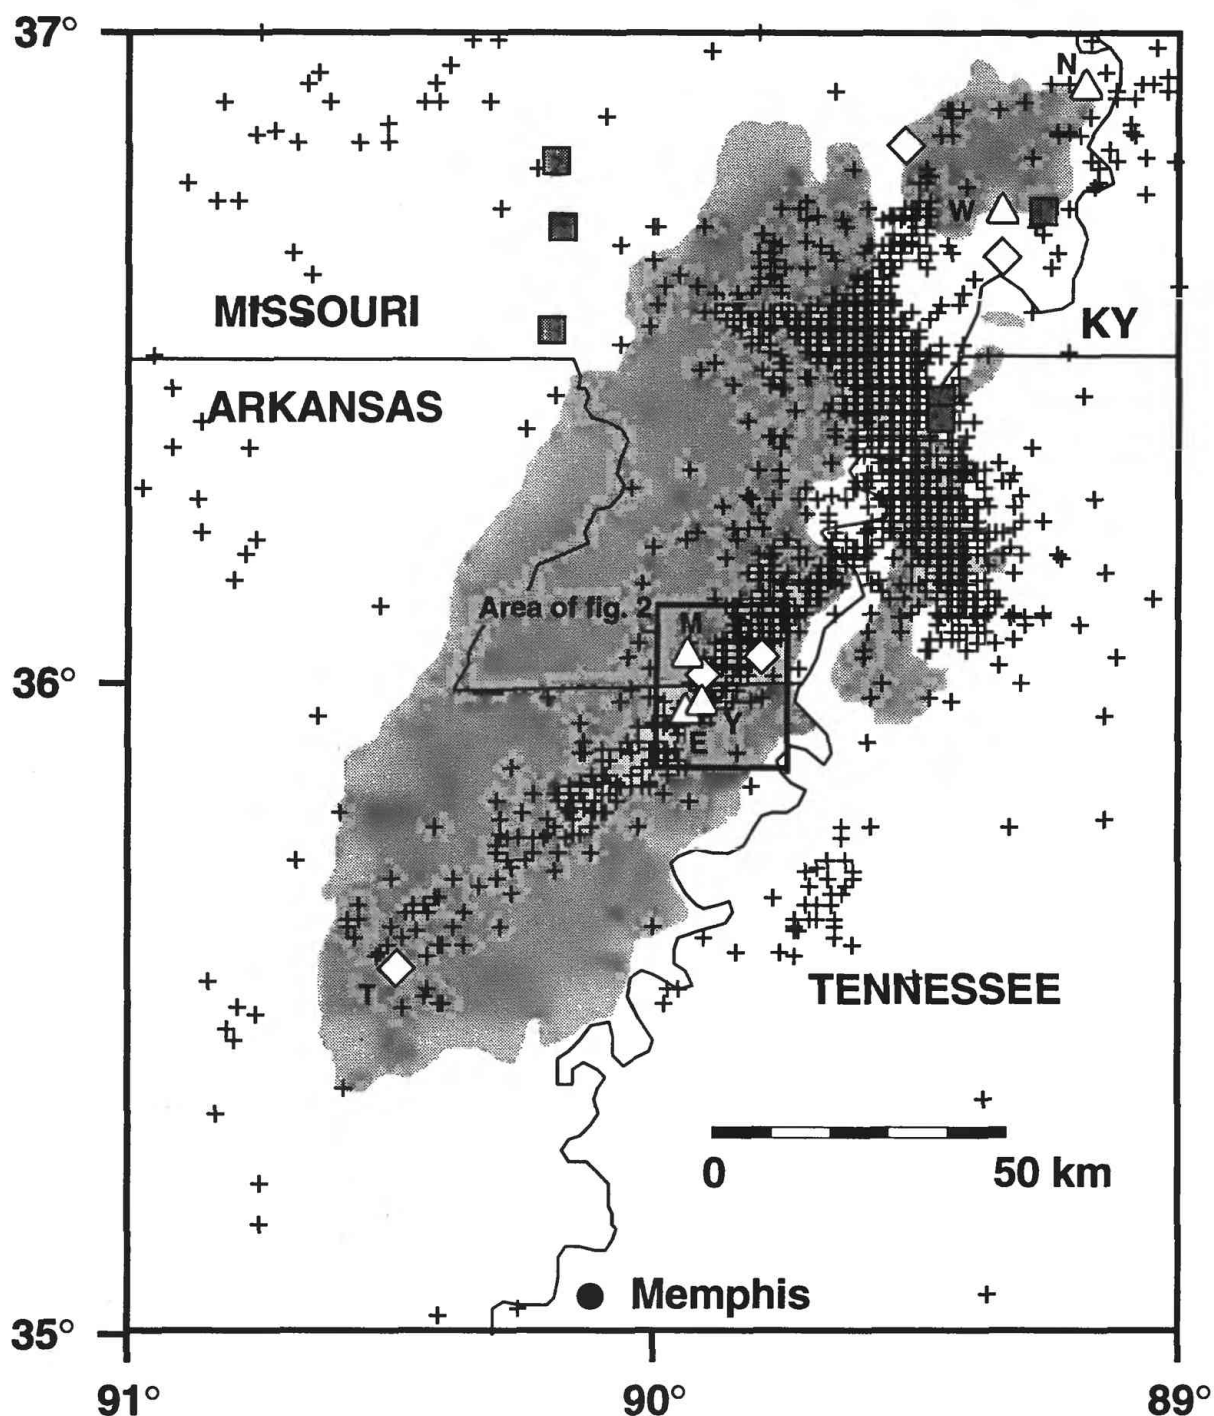 37°
N
W
MISSOURI
KY
ARKANSAS
Area of fig. 2
M
36°
Y
E
T
TENNESSEE
0
50 km
Memphis
35°
91°
90°
89°